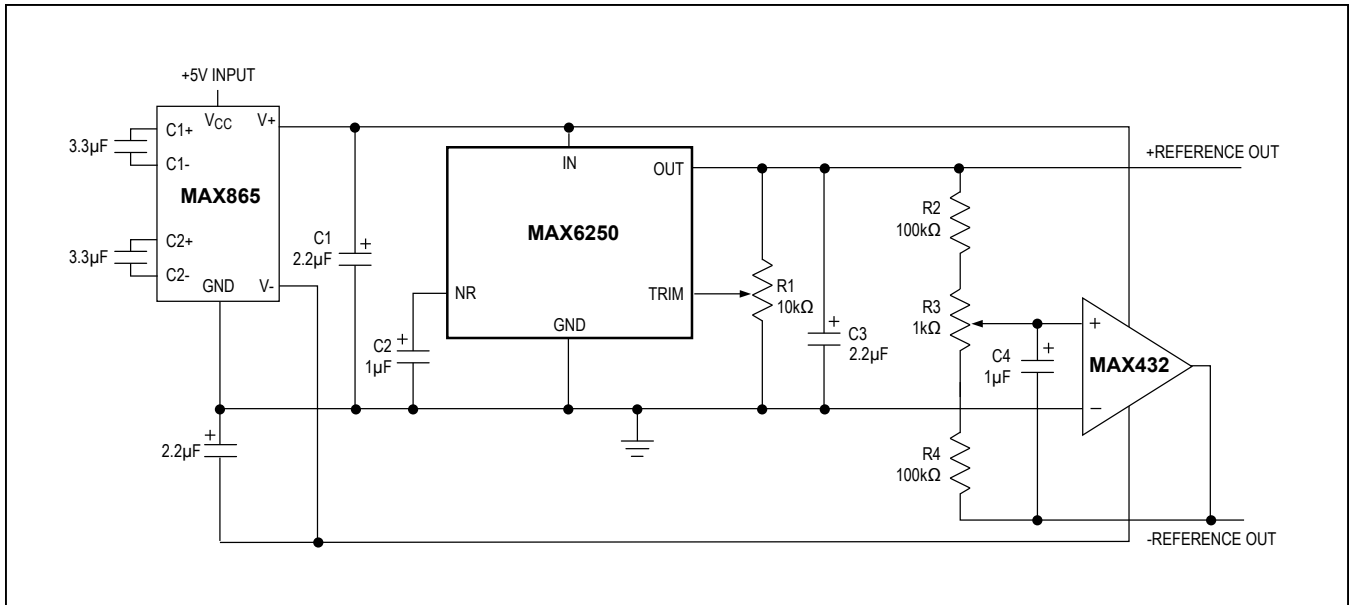 +5V INPUT
VCC
V+
C1+
3.3µF
C1-
MAX865
C2+
3.3µF
C2-
GND
V-
C1
+
2.2µF
IN
OUT
MAX6250
NR
TRIM
GND
C2
+
1µF
R1
10kΩ
+
C3
2.2µF
+REFERENCE OUT
R2
100kΩ
R3
1kΩ
C4
+
1µF
+
MAX432
−
R4
100kΩ
+
2.2µF
-REFERENCE OUT